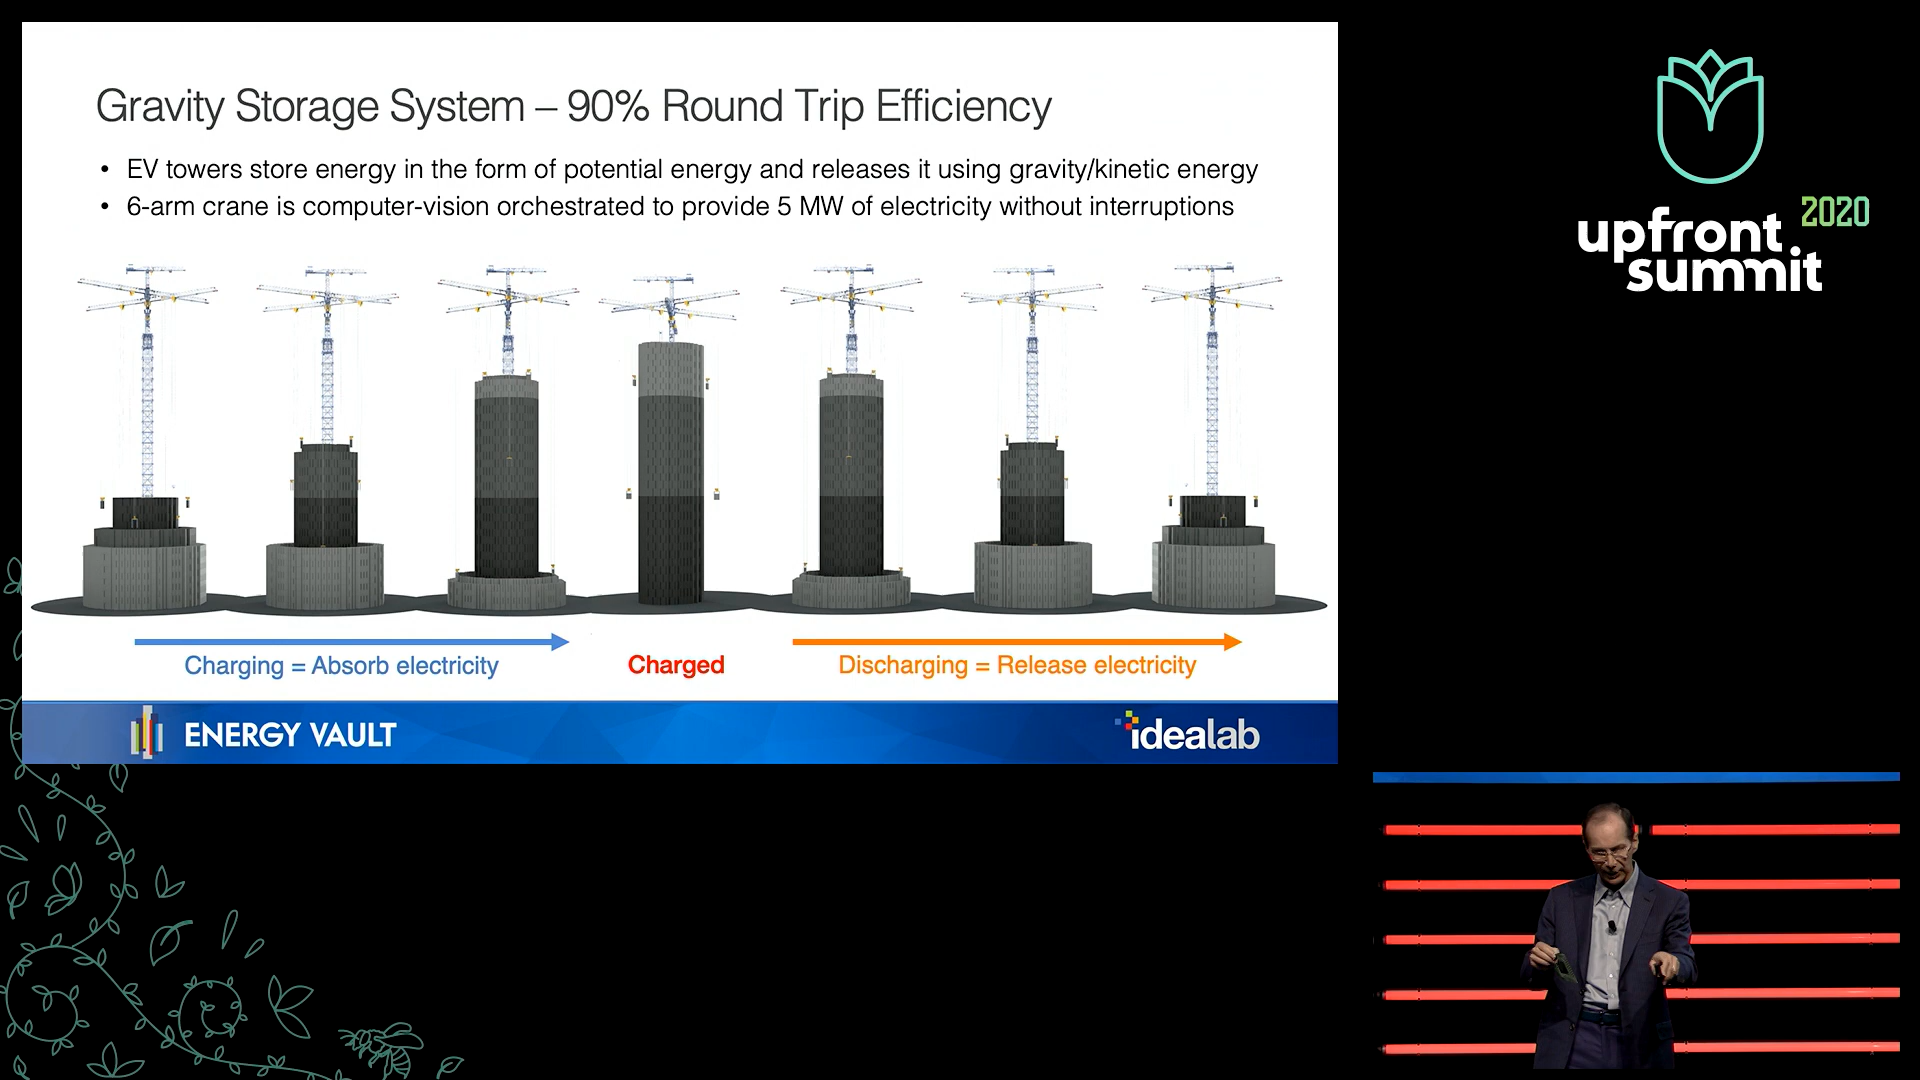 Gravity Storage System – 90% Round Trip Efficiency
• EV towers store energy in the form of potential energy and releases it using gravity/kinetic energy
• 6-arm crane is computer-vision orchestrated to provide 5 MW of electricity without interruptions
Charging = Absorb electricity
Charged
Discharging = Release electricity
ENERGY VAULT
idealab
upfront 2020
summit